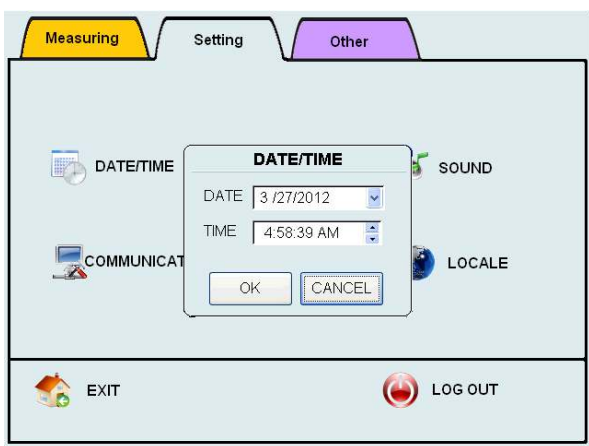 Measuring
Setting
Other
DATE/TIME
DATE/TIME
SOUND
DATE 3 /27/2012
TIME 4:58:39 AM
COMMUNICAT
LOCALE
OK
CANCEL
EXIT
LOG OUT